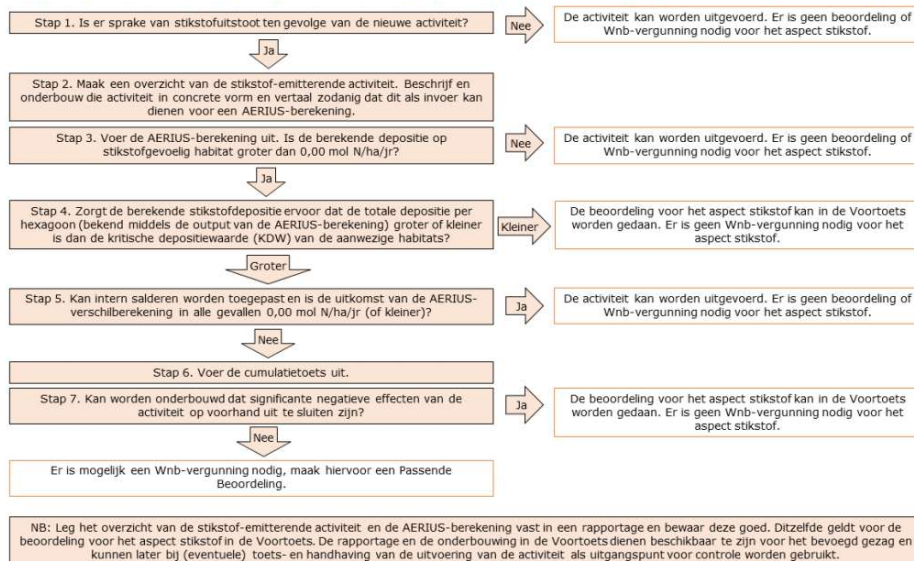 Stap 1. Is er sprake van stikstofuitstoot ten gevolge van de nieuwe activiteit?
Nee
De activiteit kan worden uitgevoerd. Er is geen beoordeling of
Wnb-vergunning nodig voor het aspect stikstof.
Ja
Stap 2. Maak een overzicht van de stikstof-emitterende activiteit. Beschrijf en
onderbouw die activiteit in concrete vorm en vertaal zodanig dat dit als invoer kan
dienen voor een AERIUS-berekening.
Stap 3. Voer de AERIUS-berekening uit. Is de berekende depositie op
stikstofgevoelig habitat groter dan 0,00 mol N/ha/jr?
Nee
De activiteit kan worden uitgevoerd. Er is geen beoordeling of
Wnb-vergunning nodig voor het aspect stikstof.
Ja
Stap 4. Zorgt de berekende stikstofdepositie ervoor dat de totale depositie per
hexagoon (bekend middels de output van de AERIUS-berekening) groter of kleiner
is dan de kritische depositiewaarde (KDW) van de aanwezige habitats?
Kleiner
De beoordeling voor het aspect stikstof kan in de Voortoets
worden gedaan. Er is geen Wnb-vergunning nodig voor het
aspect stikstof.
Groter
Stap 5. Kan intern salderen worden toegepast en is de uitkomst van de AERIUS-
verschilberekening in alle gevallen 0,00 mol N/ha/jr (of kleiner)?
Ja
De activiteit kan worden uitgevoerd. Er is geen beoordeling of
Wnb-vergunning nodig voor het aspect stikstof.
Nee
Stap 6. Voer de cumulatietoets uit.
Stap 7. Kan worden onderbouwd dat significante negatieve effecten van de
activiteit op voorhand uit te sluiten zijn?
Ja
De beoordeling voor het aspect stikstof kan in de Voortoets
worden gedaan. Er is geen Wnb-vergunning nodig voor het
aspect stikstof.
Nee
Er is mogelijk een Wnb-vergunning nodig, maak hiervoor een Passende
Beoordeling.
NB: Leg het overzicht van de stikstof-emitterende activiteit en de AERIUS-berekening vast in een rapportage en bewaar deze goed. Ditzelfde geldt voor de
beoordeling voor het aspect stikstof in de Voortoets. De rapportage en de onderbouwing in de Voortoets dienen beschikbaar te zijn voor het bevoegd gezag en
kunnen later bij (eventuele) toets- en handhaving van de uitvoering van de activiteit als uitgangspunt voor controle worden gebruikt.